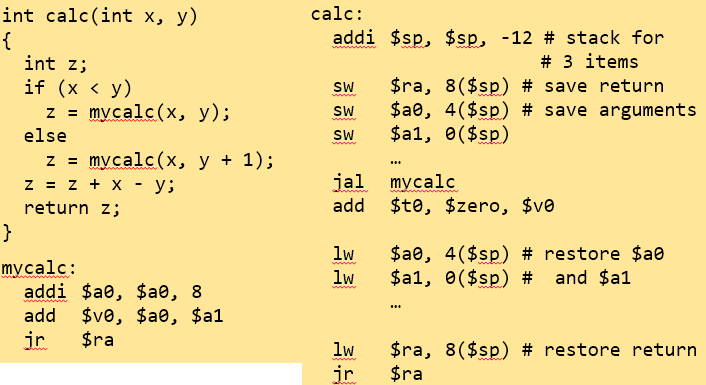 int calc(int x, y)
{
int z;
if (x < y)
z = mycalc(x, y);
else
z = mycalc(x, y + 1);
z = z + x - y;
return z;
}
mycalc:
addi $a0, $a0, 8
add $v0, $a0, $a1
jr $ra
calc:
addi $sp, $sp, -12 # stack for
# 3 items
sw $ra, 8($sp) # save return
sw $a0, 4($sp) # save arguments
sw $a1, 0($sp)
…
jal mycalc
add $t0, $zero, $v0
lw $a0, 4($sp) # restore $a0
lw $a1, 0($sp) # and $a1
…
lw $ra, 8($sp) # restore return
jr $ra